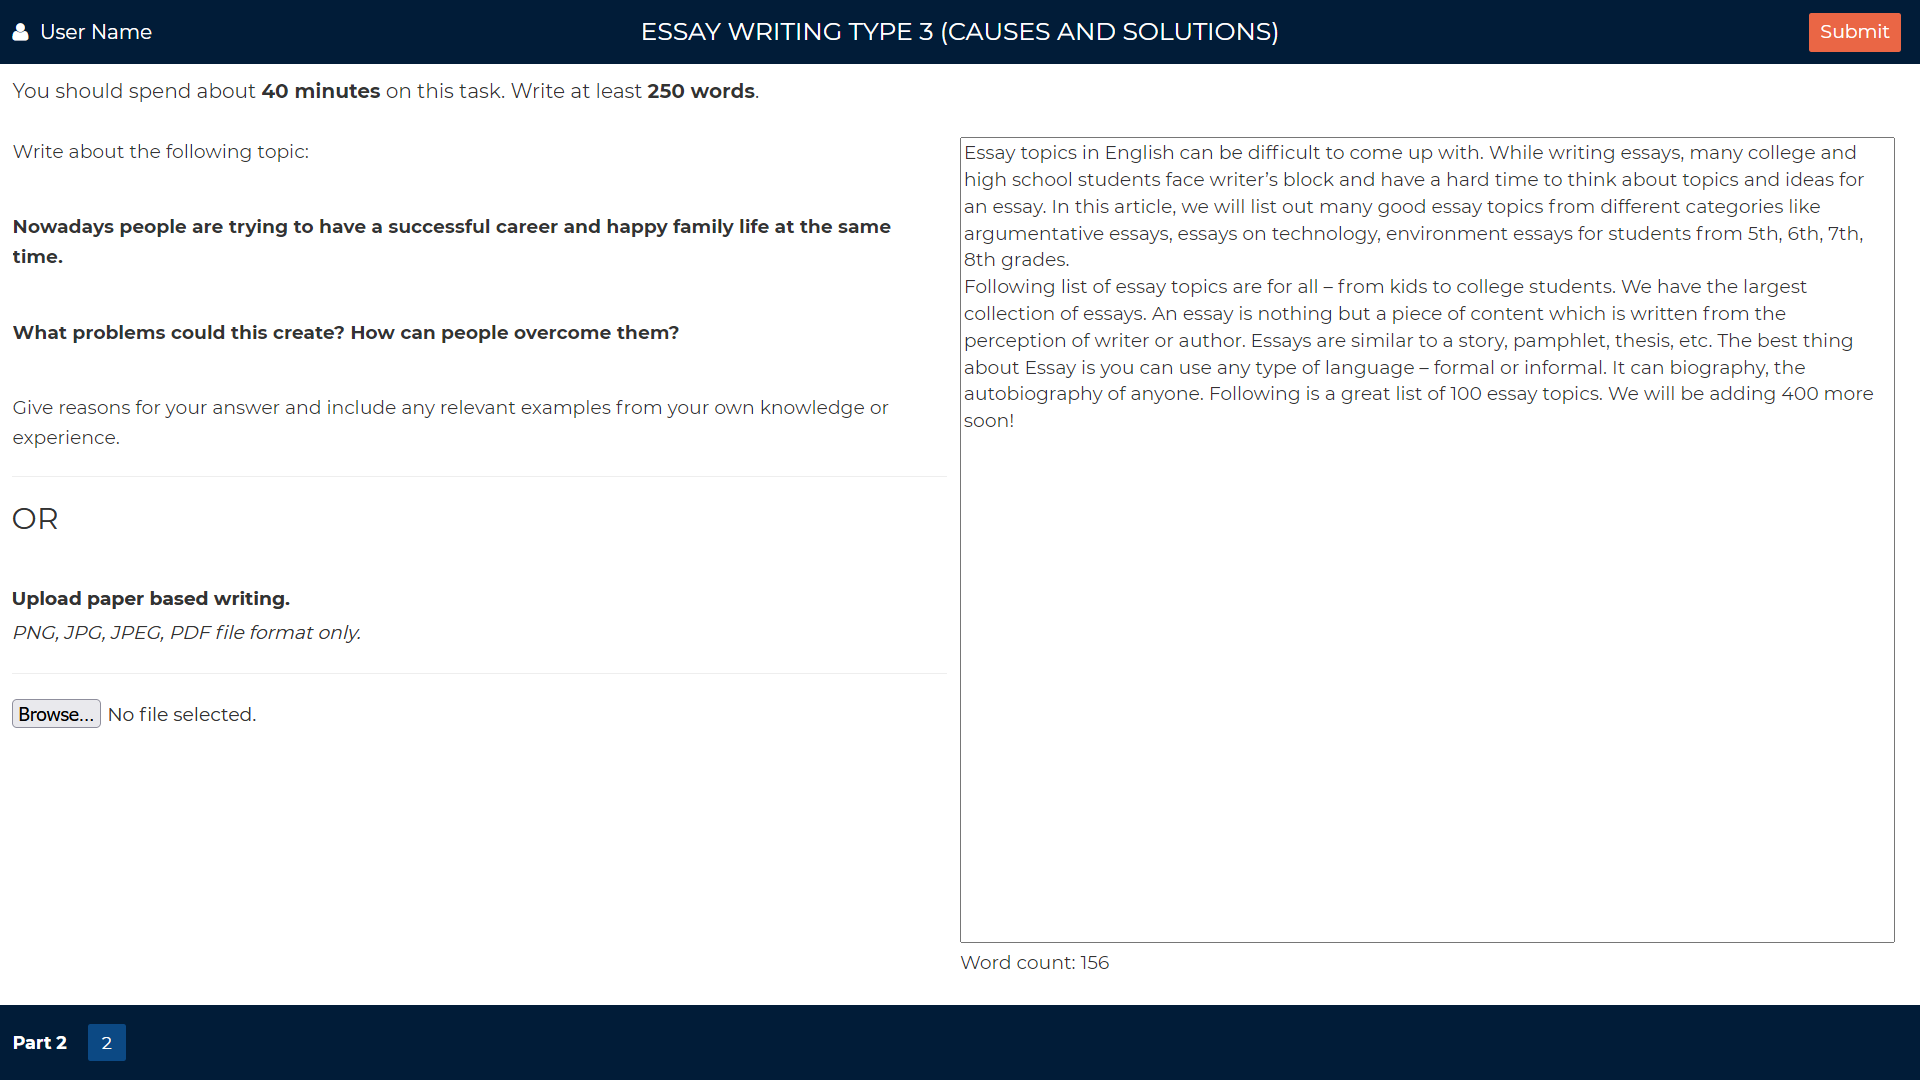 User Name
ESSAY WRITING TYPE 3 (CAUSES AND SOLUTIONS)
Submit
You should spend about 40 minutes on this task. Write at least 250 words.
Write about the following topic:
Nowadays people are trying to have a successful career and happy family life at the same
time.
What problems could this create? How can people overcome them?
Give reasons for your answer and include any relevant examples from your own knowledge or
experience.
OR
Upload paper based writing.
PNG, JPG, JPEG, PDF file format only.
Browse... No file selected.
Essay topics in English can be difficult to come up with. While writing essays, many college and
high school students face writer’s block and have a hard time to think about topics and ideas for
an essay. In this article, we will list out many good essay topics from different categories like
argumentative essays, essays on technology, environment essays for students from 5th, 6th, 7th,
8th grades.
Following list of essay topics are for all – from kids to college students. We have the largest
collection of essays. An essay is nothing but a piece of content which is written from the
perception of writer or author. Essays are similar to a story, pamphlet, thesis, etc. The best thing
about Essay is you can use any type of language – formal or informal. It can biography, the
autobiography of anyone. Following is a great list of 100 essay topics. We will be adding 400 more
soon!
Word count: 156
Part 2 2